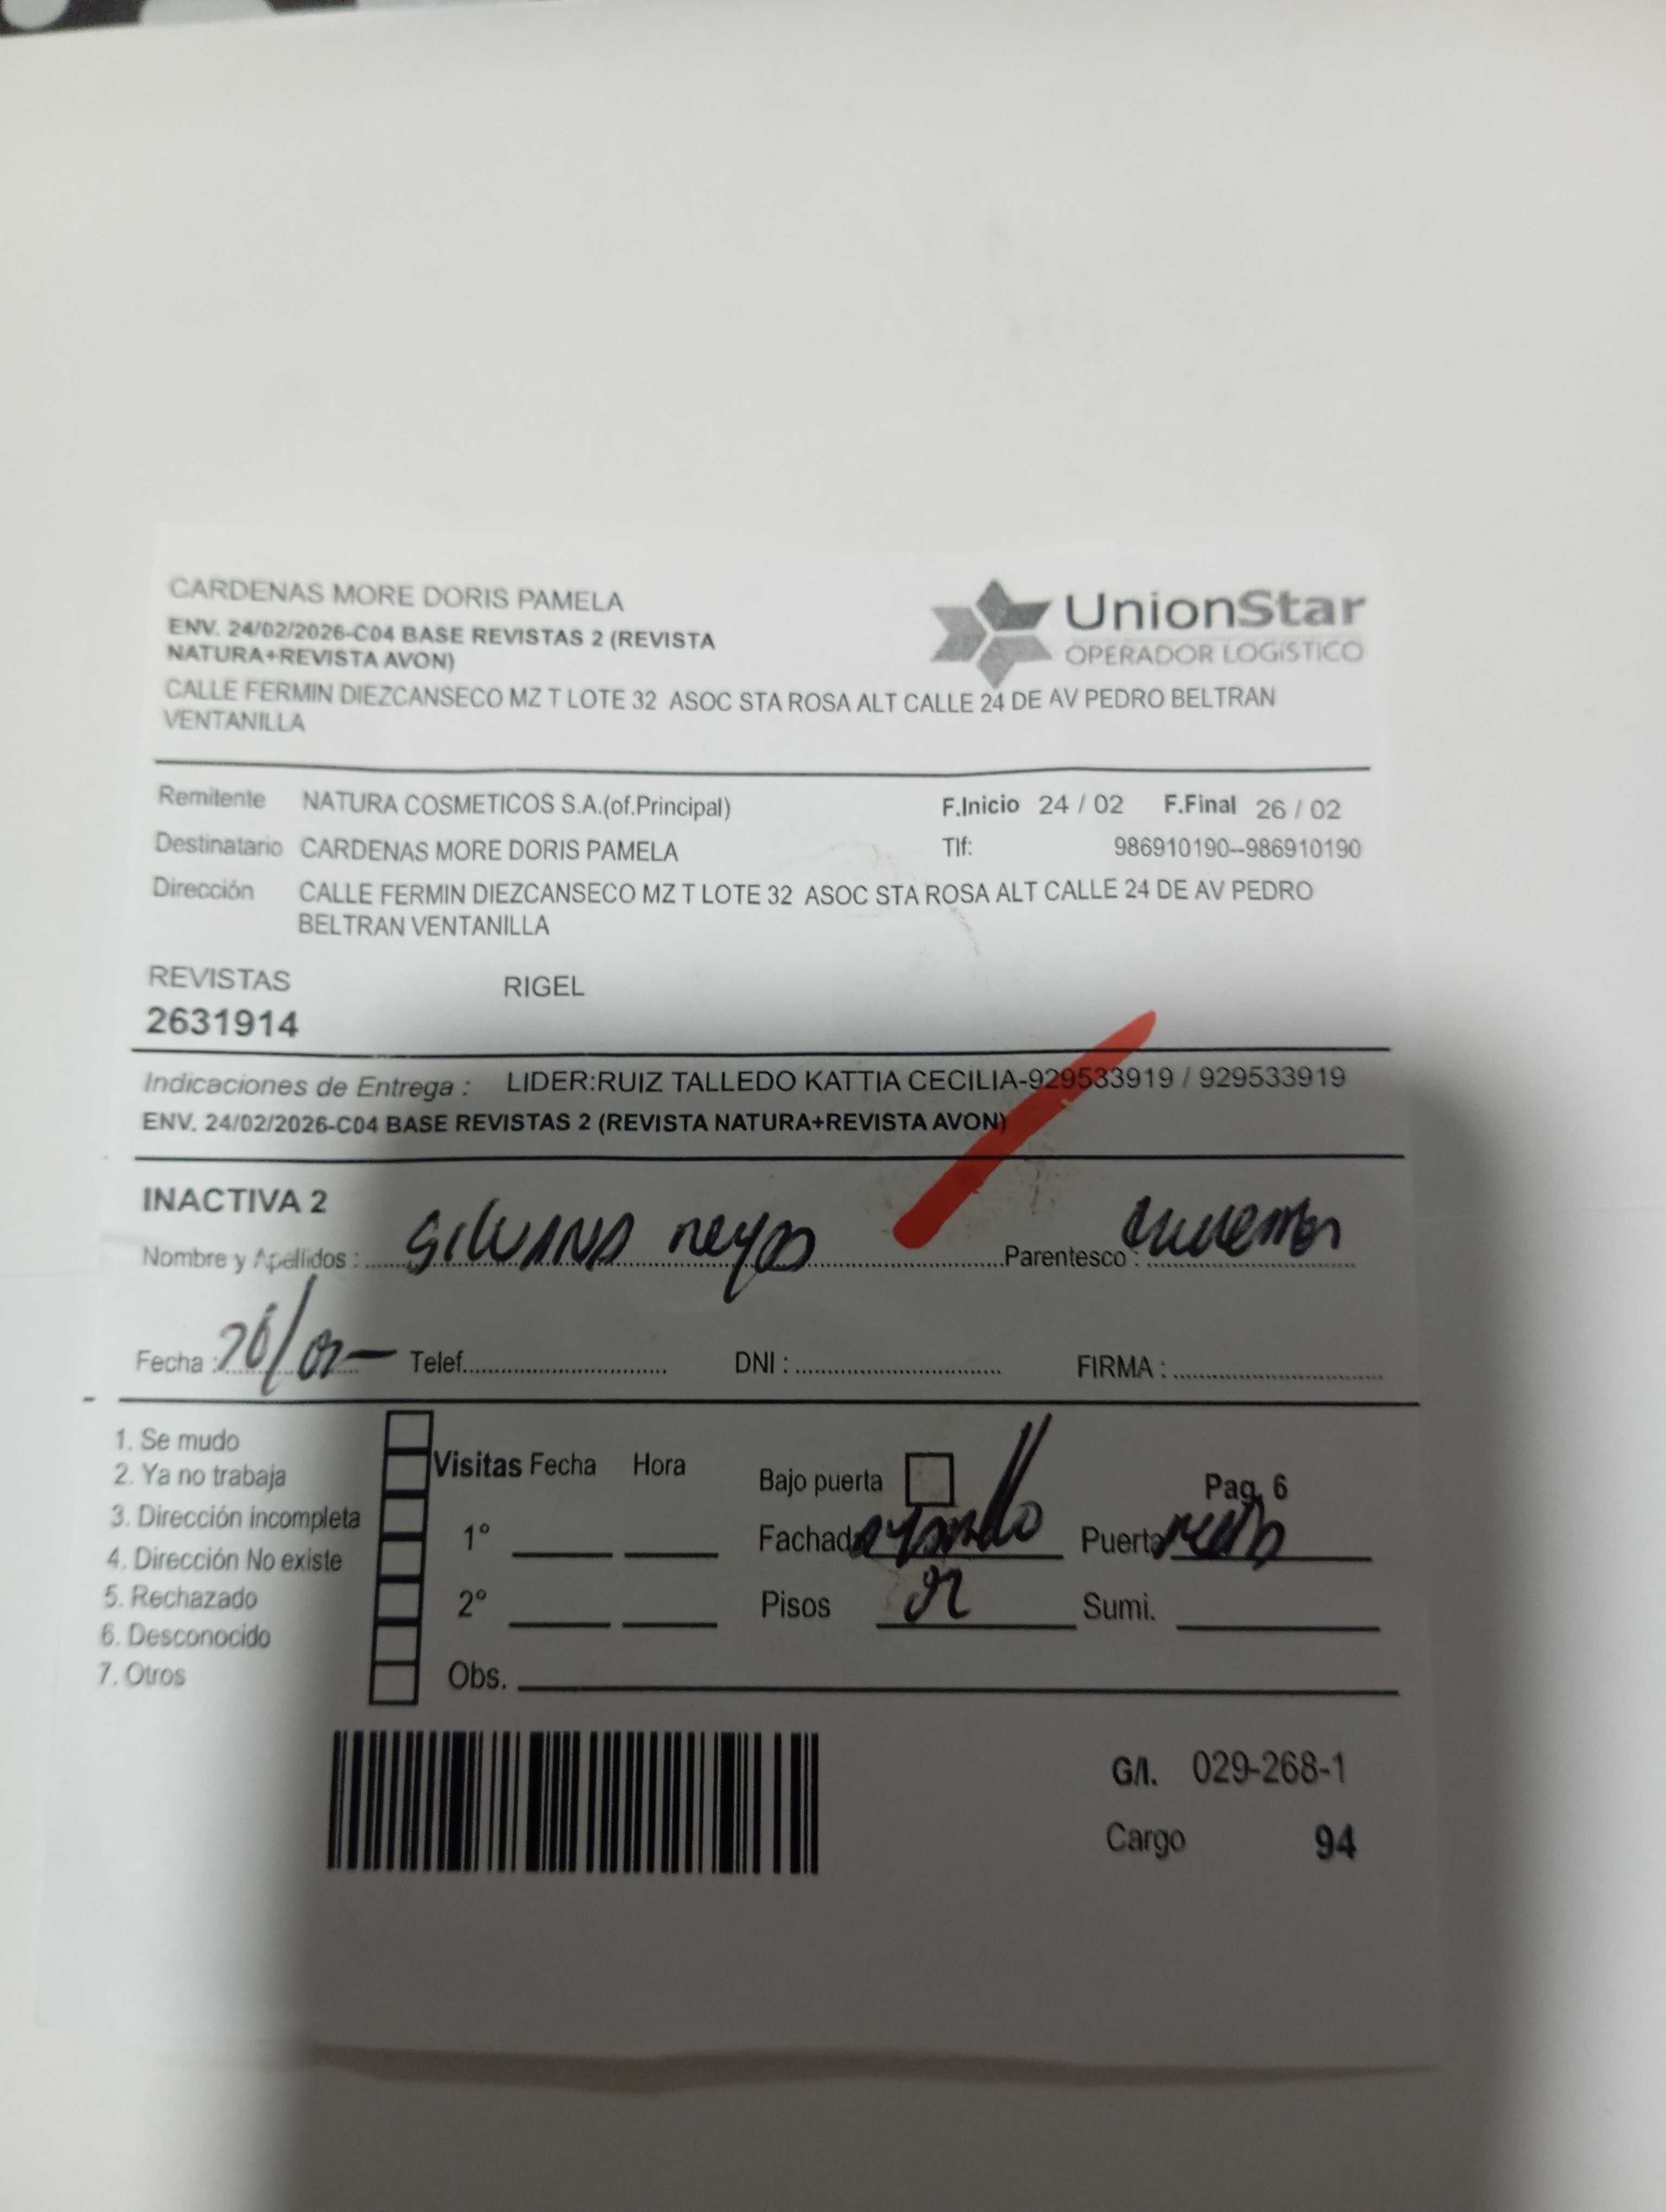 CARDENAS MORE DORIS PAMELA
ENV. 24/02/2026-C04 BASE REVISTAS 2 (REVISTA
NATURA+REVISTA AVON)
UnionStar
OPERADOR LOGíSTICO
CALLE FERMIN DIEZCANSECO MZ T LOTE 32 ASOC STA ROSA ALT CALLE 24 DE AV PEDRO BELTRAN
VENTANILLA
Remitente NATURA COSMETICOS S.A.(of.Principal) F.Inicio 24 / 02 F.Final 26 / 02
Destinatario CARDENAS MORE DORIS PAMELA Tlf: 986910190--986910190
Dirección CALLE FERMIN DIEZCANSECO MZ T LOTE 32 ASOC STA ROSA ALT CALLE 24 DE AV PEDRO
BELTRAN VENTANILLA
REVISTAS RIGEL
2631914
Indicaciones de Entrega : LIDER:RUIZ TALLEDO KATTIA CECILIA-929533919 / 929533919
ENV. 24/02/2026-C04 BASE REVISTAS 2 (REVISTA NATURA+REVISTA AVON)
INACTIVA 2
Nombre y Apellidos : Silvana Reyes Parentesco :
Fecha : 26/02 Telef. DNI : FIRMA :
1. Se mudo
2. Ya no trabaja
3. Dirección incompleta
4. Dirección No existe
5. Rechazado
6. Desconocido
7. Otros
Visitas Fecha Hora Bajo puerta Pag. 6
1° Fachada Puerta
2° Pisos 02 Sumi.
Obs.
G/I. 029-268-1
Cargo 94